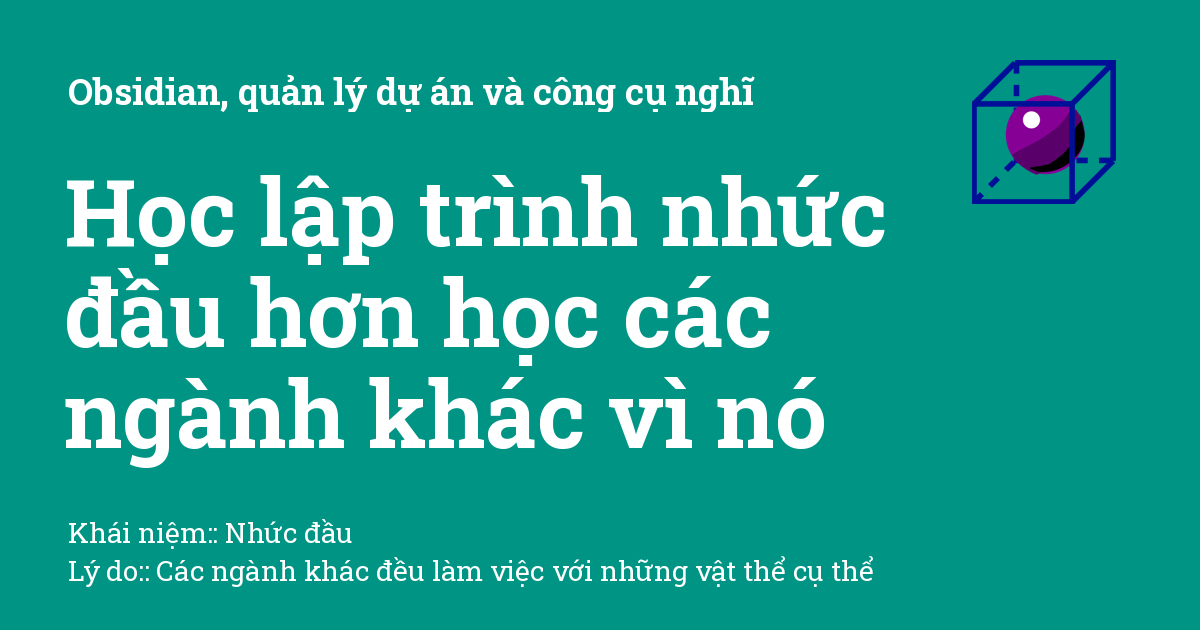 Obsidian, quản lý dự án và công cụ nghĩ
Học lập trình nhức
đầu hơn học các
ngành khác vì nó
Khái niệm:: Nhức đầu
Lý do:: Các ngành khác đều làm việc với những vật thể cụ thể